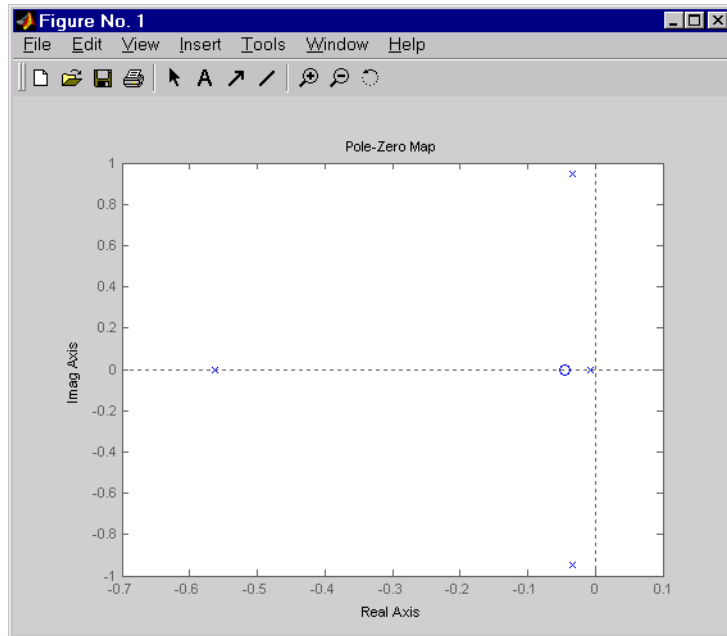 Figure No. 1
File Edit View Insert Tools Window Help
A
Pole-Zero Map
1
0.8
0.6
0.4
0.2
0
-0.2
-0.4
-0.6
-0.8
-1
Imag Axis
-0.7 -0.6 -0.5 -0.4 -0.3 -0.2 -0.1 0 0.1
Real Axis